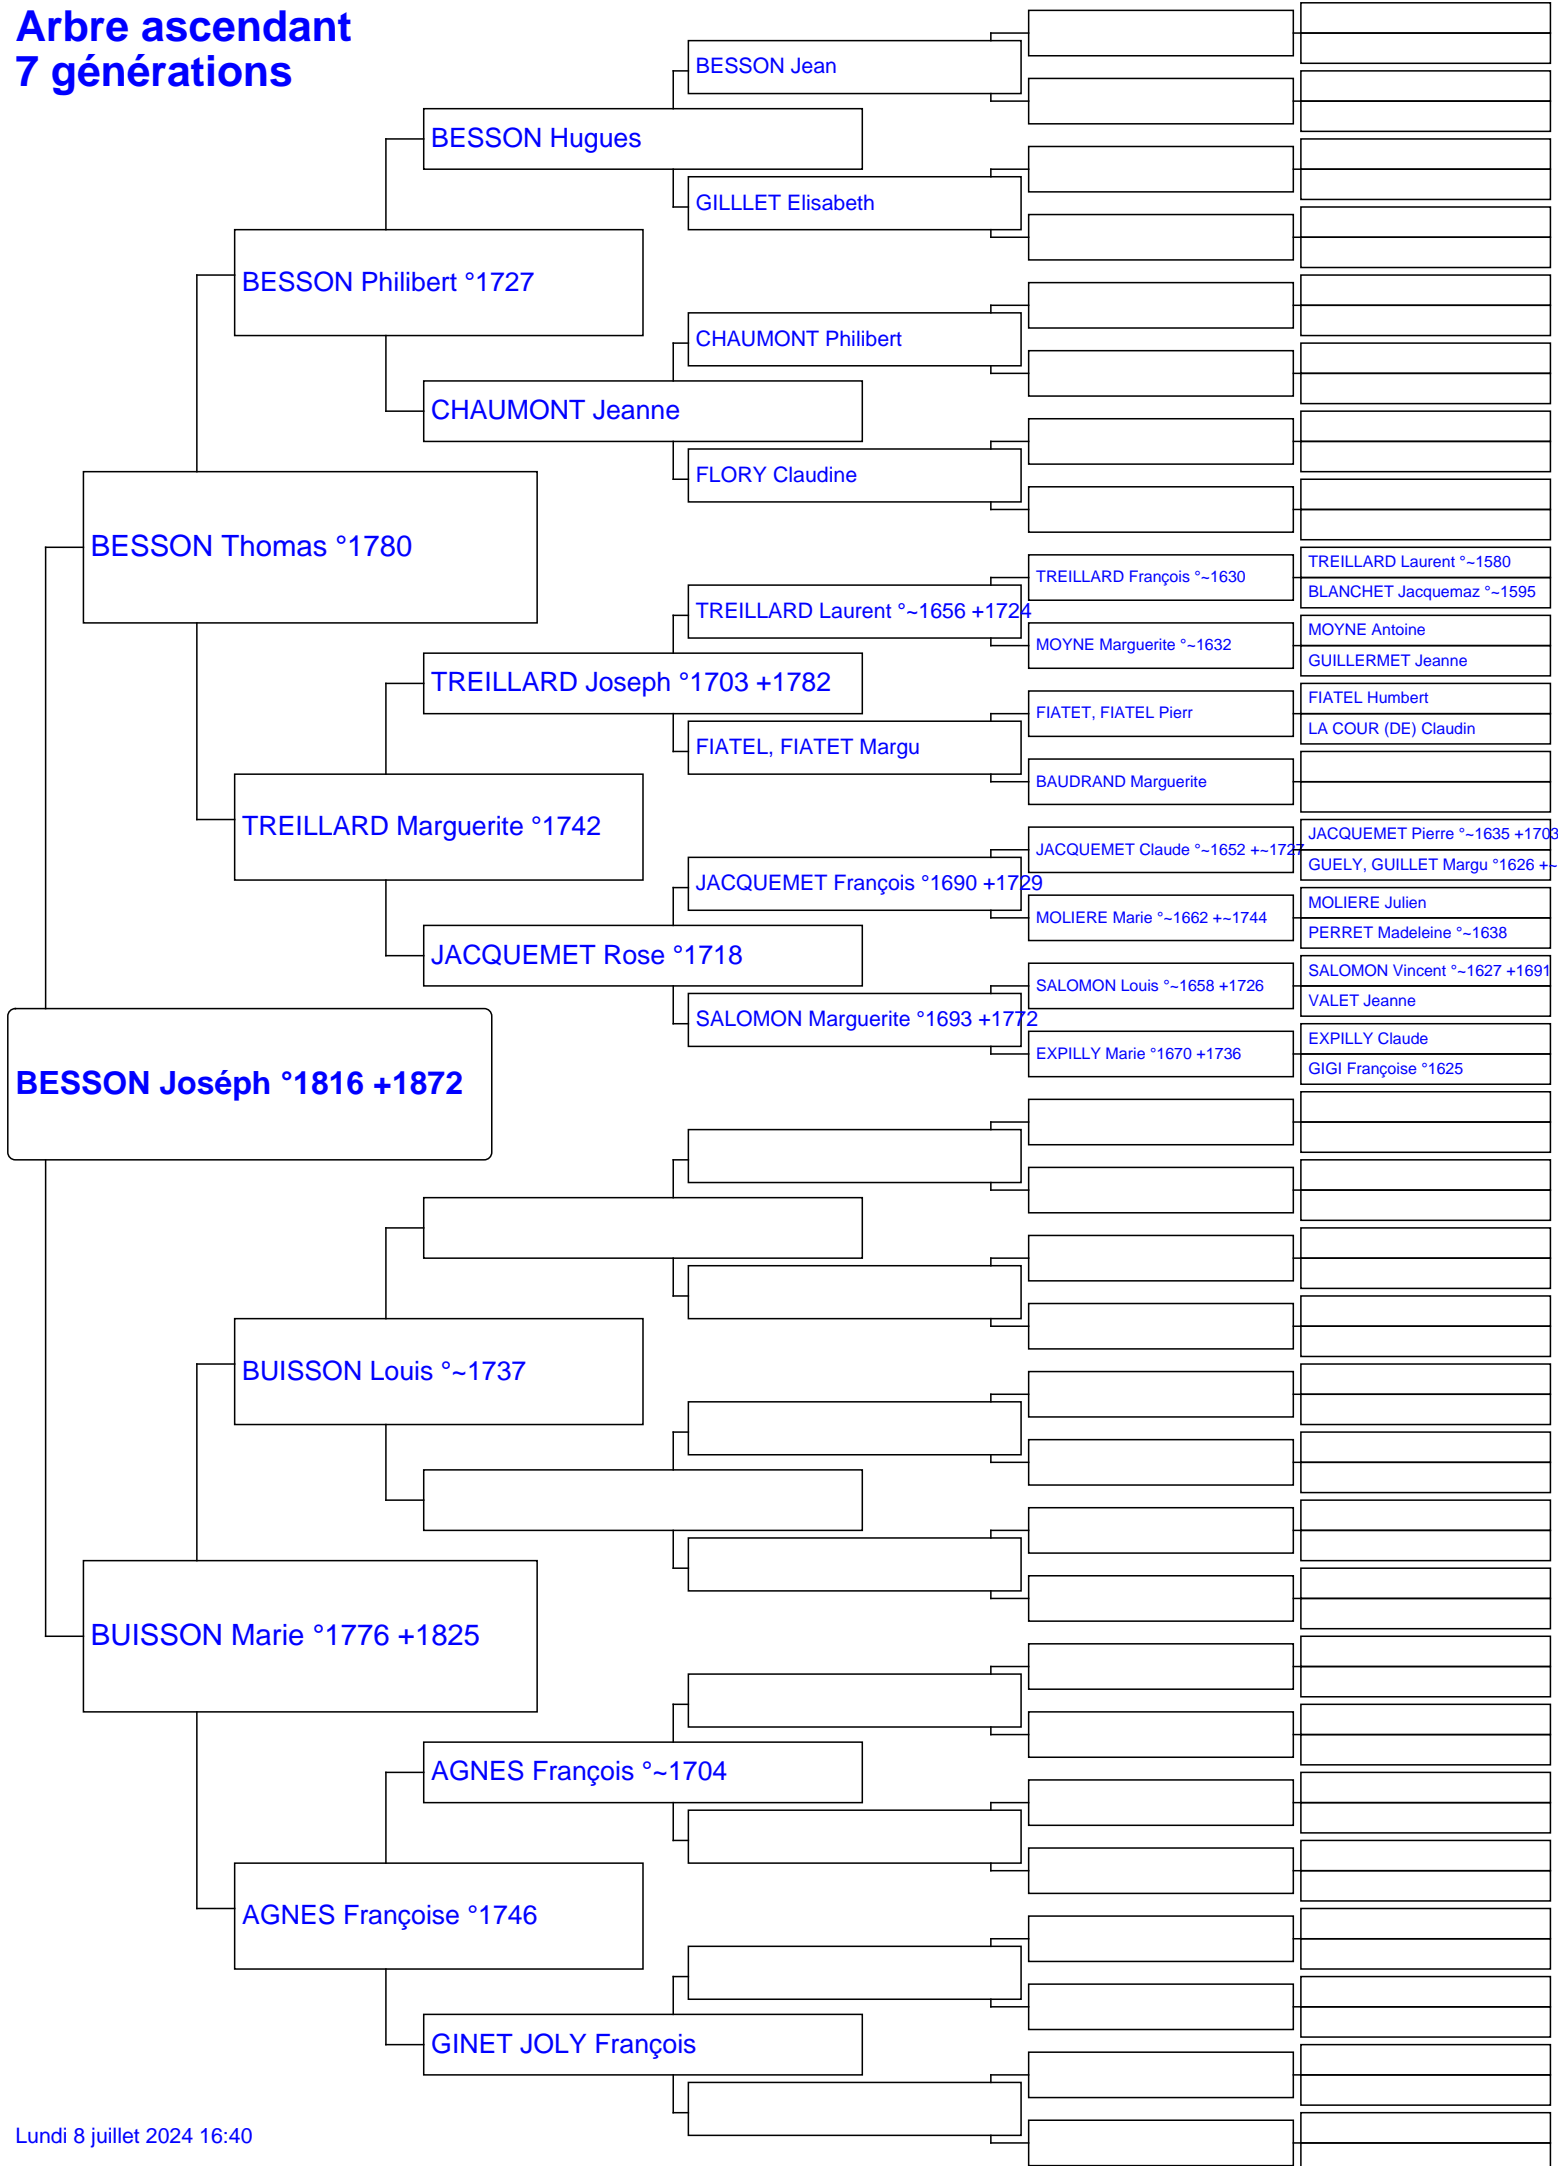 Arbre ascendant
7 générations
BESSON Jean
BESSON Hugues
GILLLET Elisabeth
BESSON Philibert °1727
CHAUMONT Philibert
CHAUMONT Jeanne
FLORY Claudine
BESSON Thomas °1780
TREILLARD Laurent °~1580
TREILLARD François °~1630
BLANCHET Jacquemaz °~1595
TREILLARD Laurent °~1656 +1724
MOYNE Antoine
MOYNE Marguerite °~1632
GUILLERMET Jeanne
TREILLARD Joseph °1703 +1782
FIATEL Humbert
FIATET, FIATEL Pierr
LA COUR (DE) Claudin
FIATEL, FIATET Margu
BAUDRAND Marguerite
TREILLARD Marguerite °1742
JACQUEMET Pierre °~1635 +1703
JACQUEMET Claude °~1652 +~1727
GUELY, GUILLET Margu °1626 +~
JACQUEMET François °1690 +1729
MOLIERE Julien
MOLIERE Marie °~1662 +~1744
PERRET Madeleine °~1638
JACQUEMET Rose °1718
SALOMON Vincent °~1627 +1691
SALOMON Louis °~1658 +1726
VALET Jeanne
SALOMON Marguerite °1693 +1772
EXPILLY Claude
EXPILLY Marie °1670 +1736
GIGI Françoise °1625
BESSON Joséph °1816 +1872
BUISSON Louis °~1737
BUISSON Marie °1776 +1825
AGNES François °~1704
AGNES Françoise °1746
GINET JOLY François
Lundi 8 juillet 2024 16:40